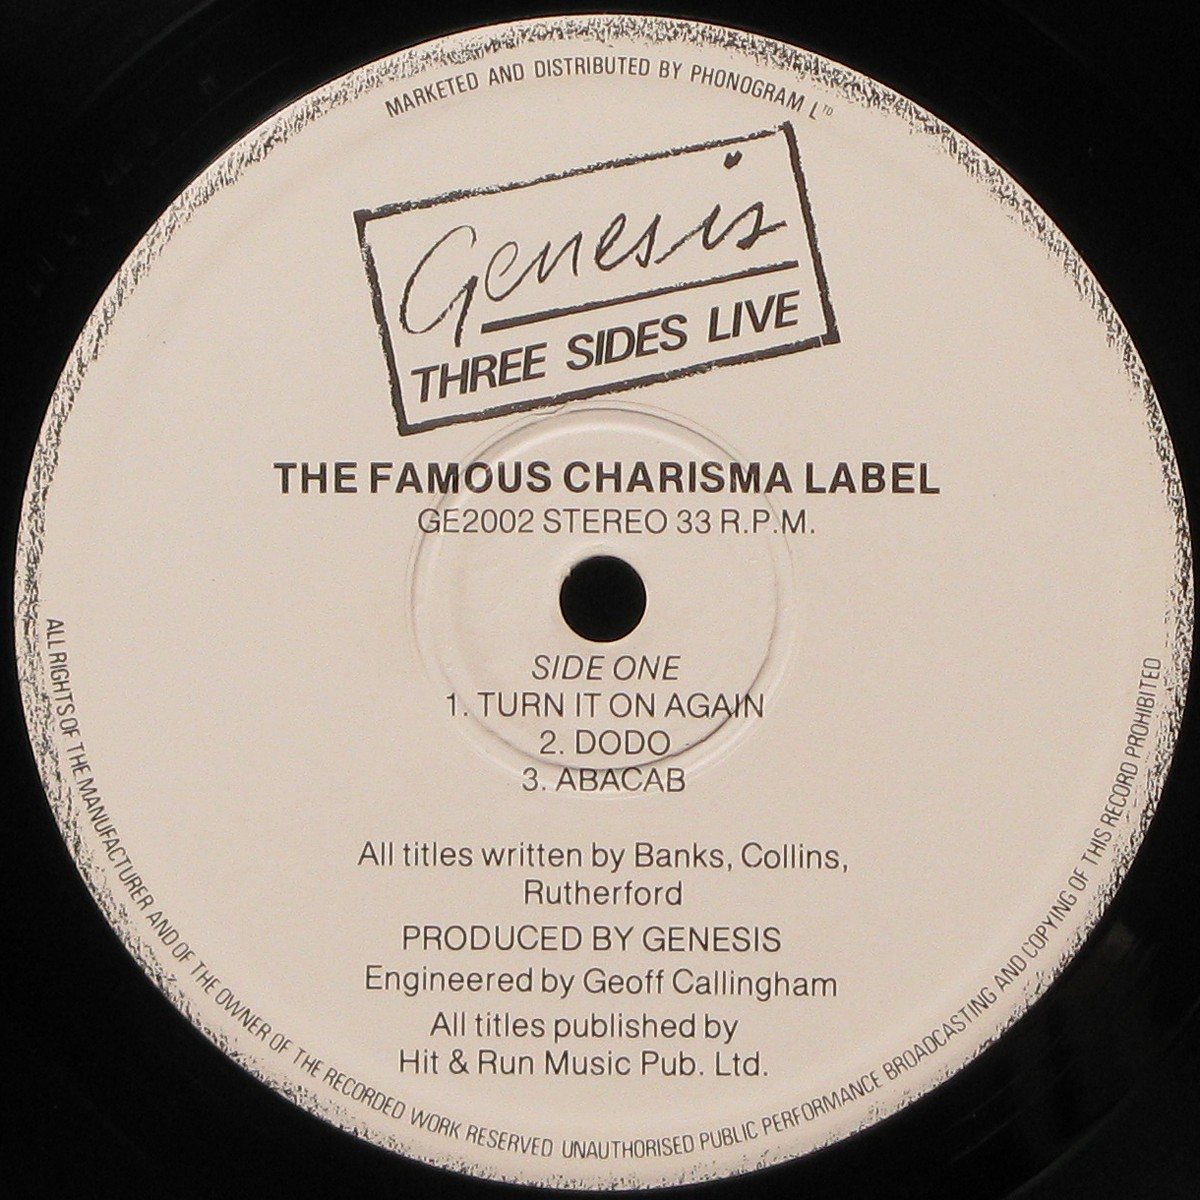 MARKETED AND DISTRIBUTED BY PHONOGRAM LTD
Genesis
THREE SIDES LIVE
THE FAMOUS CHARISMA LABEL
GE2002 STEREO 33 R.P.M.
SIDE ONE
1. TURN IT ON AGAIN
2. DODO
3. ABACAB
All titles written by Banks, Collins,
Rutherford
PRODUCED BY GENESIS
Engineered by Geoff Callingham
All titles published by
Hit & Run Music Pub. Ltd.
ALL RIGHTS OF THE MANUFACTURER AND OF THE OWNER OF THE RECORDED WORK RESERVED UNAUTHORISED PUBLIC PERFORMANCE BROADCASTING AND COPYING OF THIS RECORD PROHIBITED